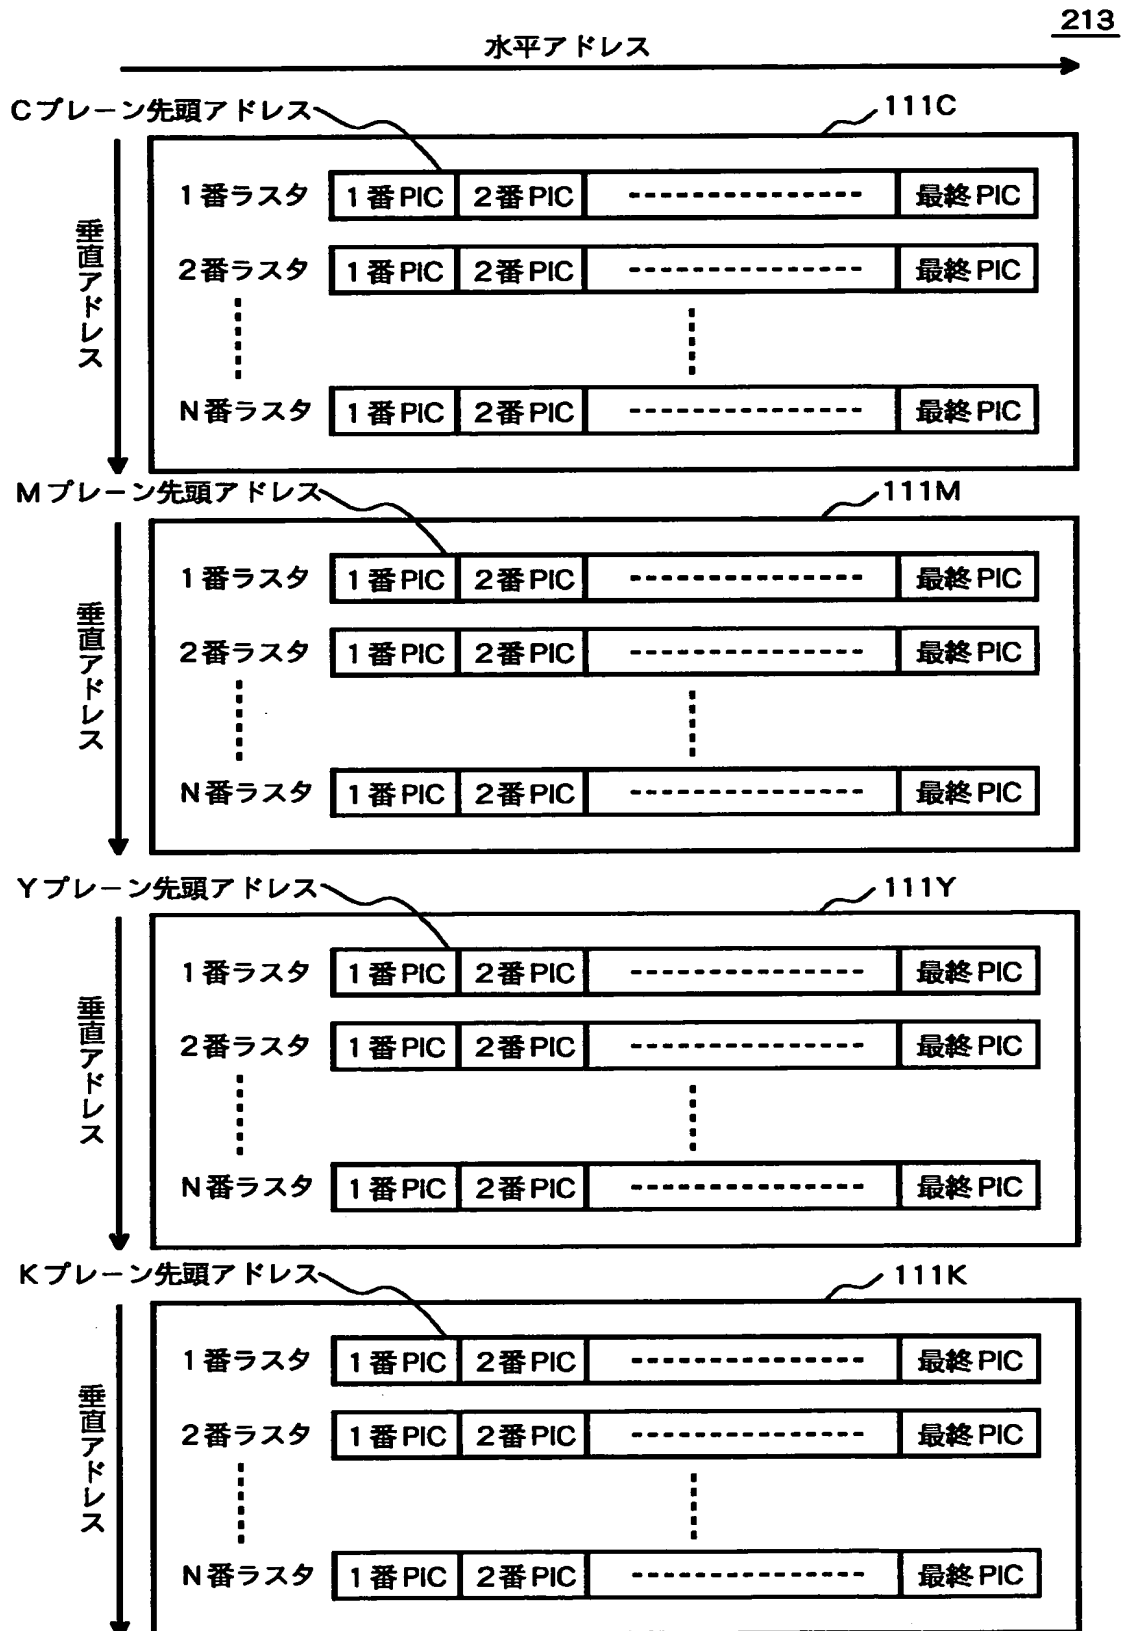 213
水平アドレス
Cプレーン先頭アドレス 111C
垂直アドレス
1番ラスタ 1番PIC 2番PIC 最終PIC
2番ラスタ 1番PIC 2番PIC 最終PIC
N番ラスタ 1番PIC 2番PIC 最終PIC
Mプレーン先頭アドレス 111M
垂直アドレス
1番ラスタ 1番PIC 2番PIC 最終PIC
2番ラスタ 1番PIC 2番PIC 最終PIC
N番ラスタ 1番PIC 2番PIC 最終PIC
Yプレーン先頭アドレス 111Y
垂直アドレス
1番ラスタ 1番PIC 2番PIC 最終PIC
2番ラスタ 1番PIC 2番PIC 最終PIC
N番ラスタ 1番PIC 2番PIC 最終PIC
Kプレーン先頭アドレス 111K
垂直アドレス
1番ラスタ 1番PIC 2番PIC 最終PIC
2番ラスタ 1番PIC 2番PIC 最終PIC
N番ラスタ 1番PIC 2番PIC 最終PIC